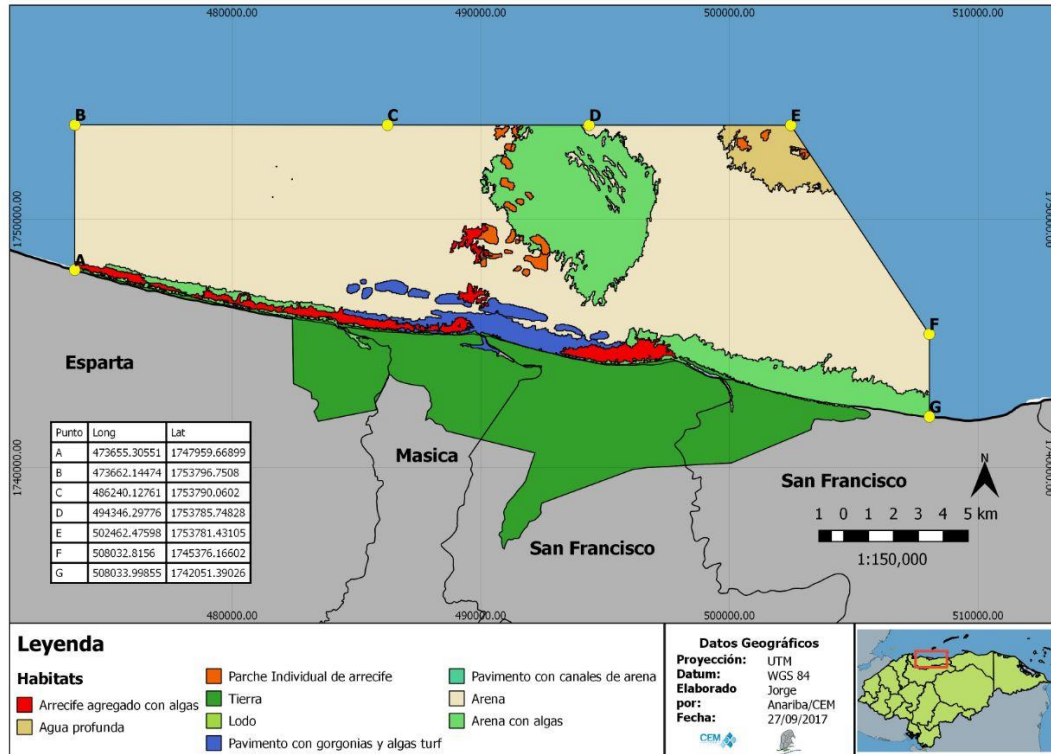 480000.00 490000.00 500000.00 510000.00
B C D E
1750000.00 1750000.00
A
F
Esparta
G
Punto Long Lat
A 473655.30551 1747959.66899
B 473662.14474 1753796.7508
C 486240.12761 1753790.0602
D 494346.29776 1753785.74828
E 502462.47598 1753781.43105
F 508032.8156 1745376.16602
G 508033.99855 1742051.39026
Masica
San Francisco
San Francisco
1740000.00 1740000.00
N
1 0 1 2 3 4 5 km
1:150,000
480000.00 490000.00 500000.00 510000.00
Leyenda
Habitats
Arrecife agregado con algas
Agua profunda
Parche Individual de arrecife
Tierra
Lodo
Pavimento con gorgonias y algas turf
Pavimento con canales de arena
Arena
Arena con algas
Datos Geográficos
Proyección: UTM
Datum: WGS 84
Elaborado Jorge
por: Anariba/CEM
Fecha: 27/09/2017
CEM